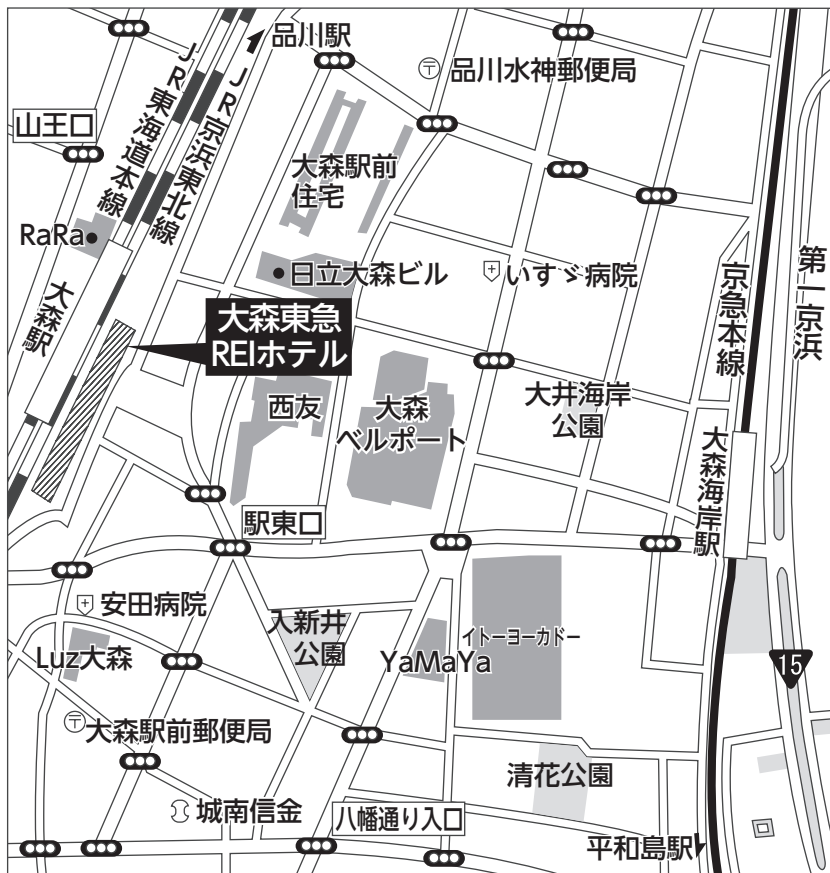 品川駅
品川水神郵便局
JR東海道本線
JR京浜東北線
山王口
大森駅前
住宅
RaRa
日立大森ビル
いすゞ病院
京急本線
第一京浜
大森駅
大森東急
REIホテル
西友
大森
ベルポート
大井海岸
公園
大森海岸駅
駅東口
安田病院
入新井
公園
イトーヨーカドー
Luz大森
YaMaYa
15
大森駅前郵便局
清花公園
城南信金
八幡通り入口
平和島駅